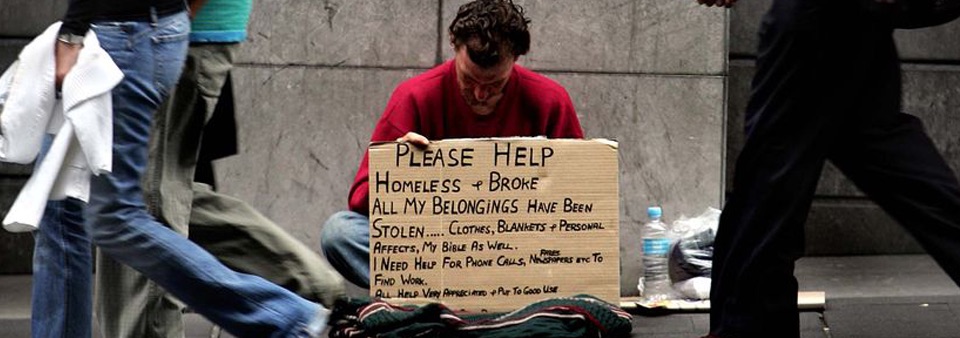 PLEASE HELP
HOMELESS + BROKE
ALL MY BELONGINGS HAVE BEEN
STOLEN..... CLOTHES, BLANKETS + PERSONAL
AFFECTS, MY BIBLE AS WELL..
I NEED HELP FOR PHONE CALLS, NEWSPAPERS ETC TO
FIND WORK.
ALL HELP VERY APPRECIATED + PUT TO GOOD USE